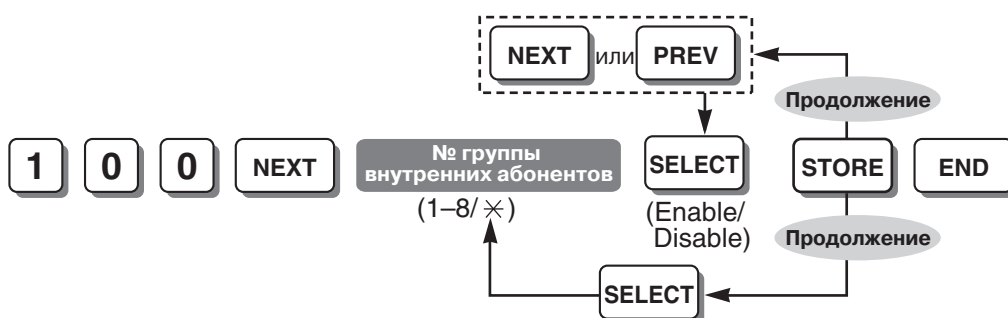 NEXT или PREV
Продолжение
1 0 0 NEXT № группы
внутренних абонентов SELECT STORE END
(1–8/✳) (Enable/
Disable) Продолжение
SELECT